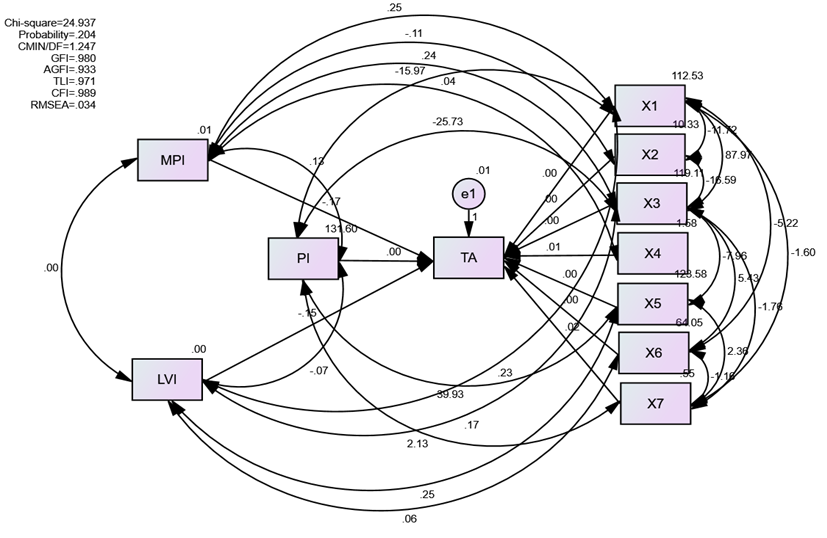 Chi-square=24.937
Probability=.204
CMIN/DF=1.247
GFI=.980
AGFI=.933
TLI=.971
CFI=.989
RMSEA=.034
.25
-.11
.24
-15.97
.04
-25.73
112.53
X1
10.33
-11.72
.01
MPI
X2
87.97
.13
119.11
-16.59
.01
.00
e1
X3
-.17
.00
1
131.60
.00
1.58
-5.22
PI
.00
TA
.01
X4
-7.96
-1.60
.00
123.58
5.43
.00
X5
-1.76
-.15
.00
64.05
.02
.00
X6
2.36
LVI
-.07
.23
.55
-1.16
39.93
X7
.17
2.13
.25
.06